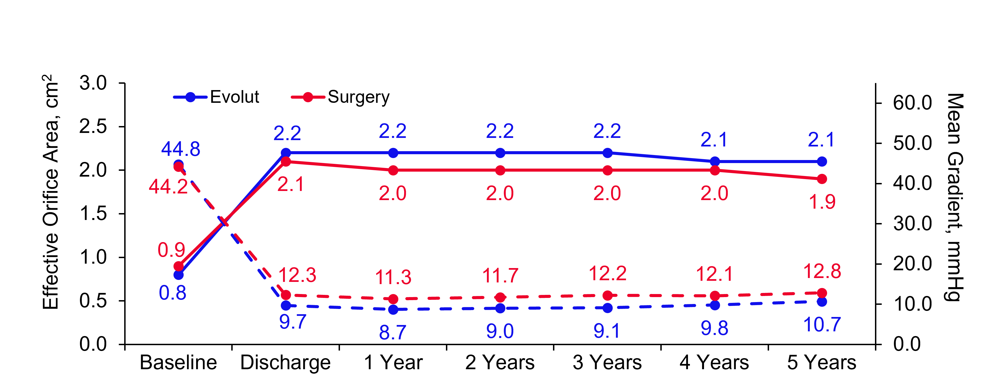 Evolut
Surgery
Effective Orifice Area, cm²
3.0
2.5
2.0
1.5
1.0
0.5
0.0
Mean Gradient, mmHg
60.0
50.0
40.0
30.0
20.0
10.0
0.0
2.2 2.2 2.2 2.2 2.1 2.1
44.8
44.2
2.1 2.0 2.0 2.0 2.0 1.9
0.9
0.8
12.3 11.3 11.7 12.2 12.1 12.8
9.7 8.7 9.0 9.1 9.8 10.7
Baseline Discharge 1 Year 2 Years 3 Years 4 Years 5 Years